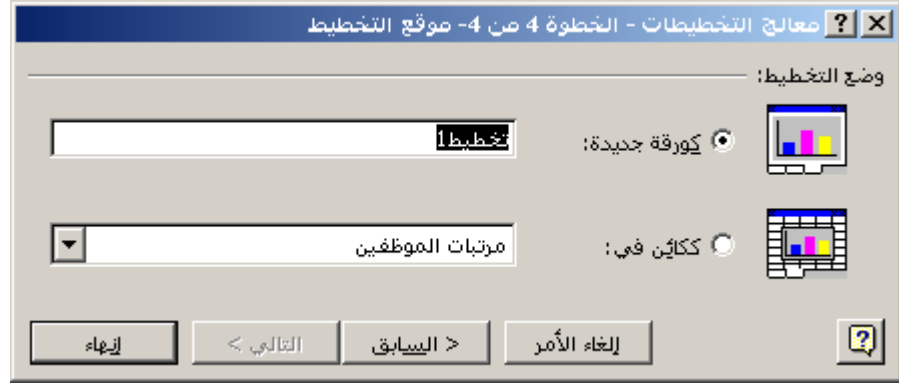 معالج التخطيطات - الخطوة 4 من 4- موقع التخطيط
وضع التخطيط:
كورقة جديدة:
تخطيط1
ككائن في:
مرتبات الموظفين
إلغاء الأمر
< السابق
التالي >
إنهاء